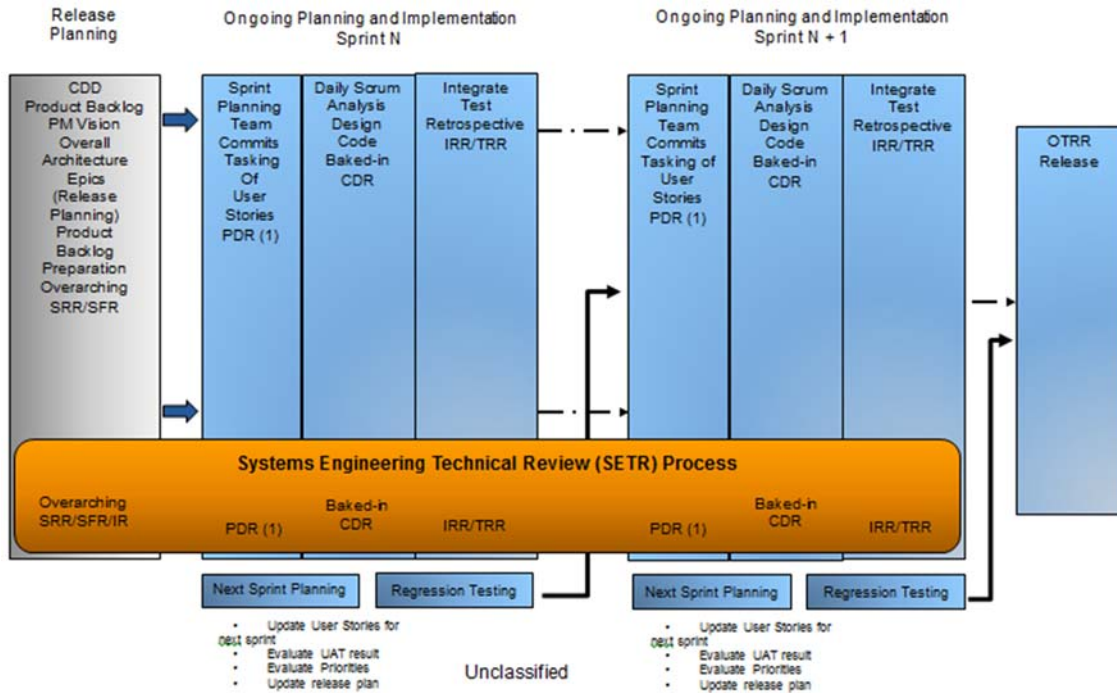 Release
Planning
Ongoing Planning and Implementation
Sprint N
Ongoing Planning and Implementation
Sprint N + 1
CDD
Product Backlog
PM Vision
Overall
Architecture
Epics
(Release
Planning)
Product
Backlog
Preparation
Overarching
SRR/SFR
Sprint
Planning
Team
Commits
Tasking
Of
User
Stories
PDR (1)
Daily Scrum
Analysis
Design
Code
Baked-in
CDR
Integrate
Test
Retrospective
IRR/TRR
Sprint
Planning
Team
Commits
Tasking of
User
Stories
PDR (1)
Daily Scrum
Analysis
Design
Code
Baked-in
CDR
Integrate
Test
Retrospective
IRR/TRR
OTRR
Release
Systems Engineering Technical Review (SETR) Process
Overarching
SRR/SFR/IR
PDR (1)
Baked-in
CDR
IRR/TRR
PDR (1)
Baked-in
CDR
IRR/TRR
Next Sprint Planning
Regression Testing
Next Sprint Planning
Regression Testing
• Update User Stories for
next sprint
• Evaluate UAT result
• Evaluate Priorities
• Update release plan
Unclassified
• Update User Stories for
next sprint
• Evaluate UAT result
• Evaluate Priorities
• Update release plan